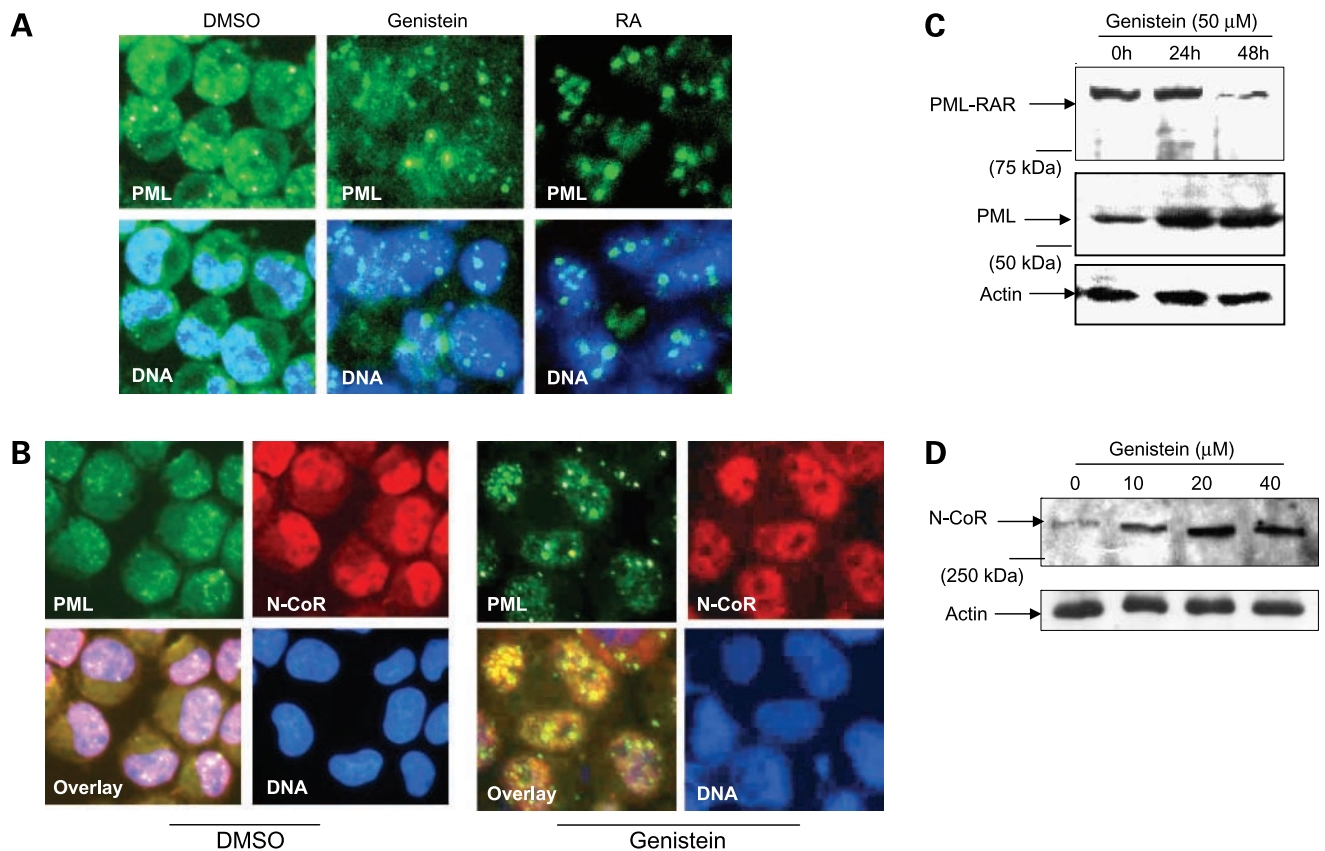 A
DMSO Genistein RA
PML PML PML
DNA DNA DNA
B
PML N-CoR PML N-CoR
Overlay DNA Overlay DNA
DMSO Genistein
C
Genistein (50 μM)
0h 24h 48h
PML-RAR
(75 kDa)
PML
(50 kDa)
Actin
D
Genistein (μM)
0 10 20 40
N-CoR
(250 kDa)
Actin